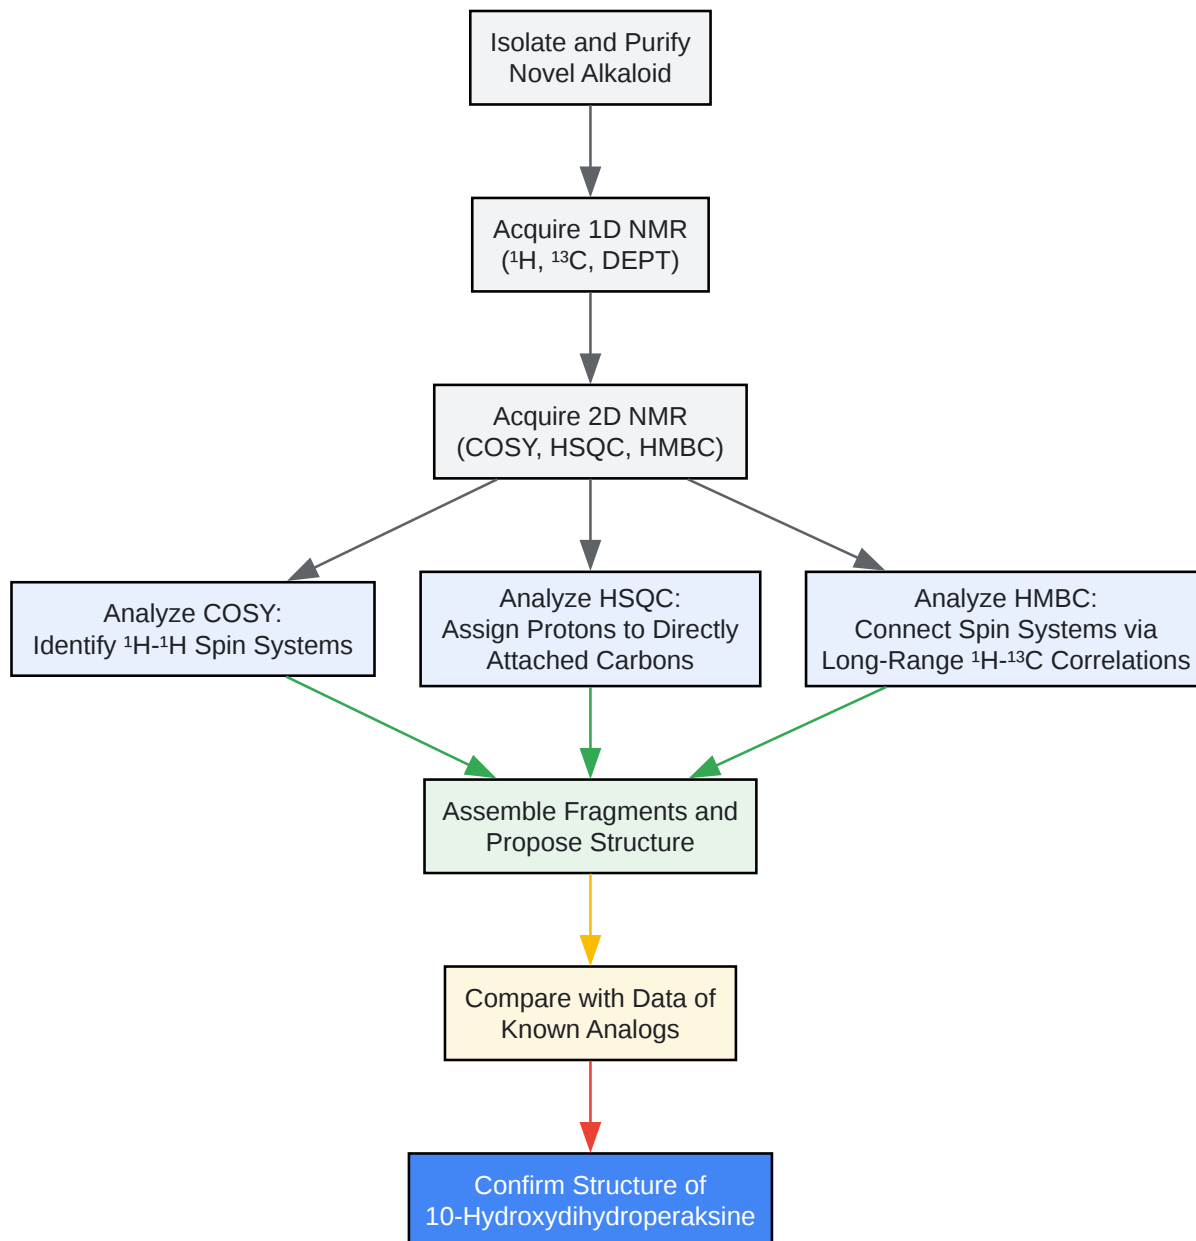 Isolate and Purify
Novel Alkaloid
Acquire 1D NMR
(¹H, ¹³C, DEPT)
Acquire 2D NMR
(COSY, HSQC, HMBC)
Analyze COSY:
Identify ¹H-¹H Spin Systems
Analyze HSQC:
Assign Protons to Directly
Attached Carbons
Analyze HMBC:
Connect Spin Systems via
Long-Range ¹H-¹³C Correlations
Assemble Fragments and
Propose Structure
Compare with Data of
Known Analogs
Confirm Structure of
10-Hydroxydihydroperaksine